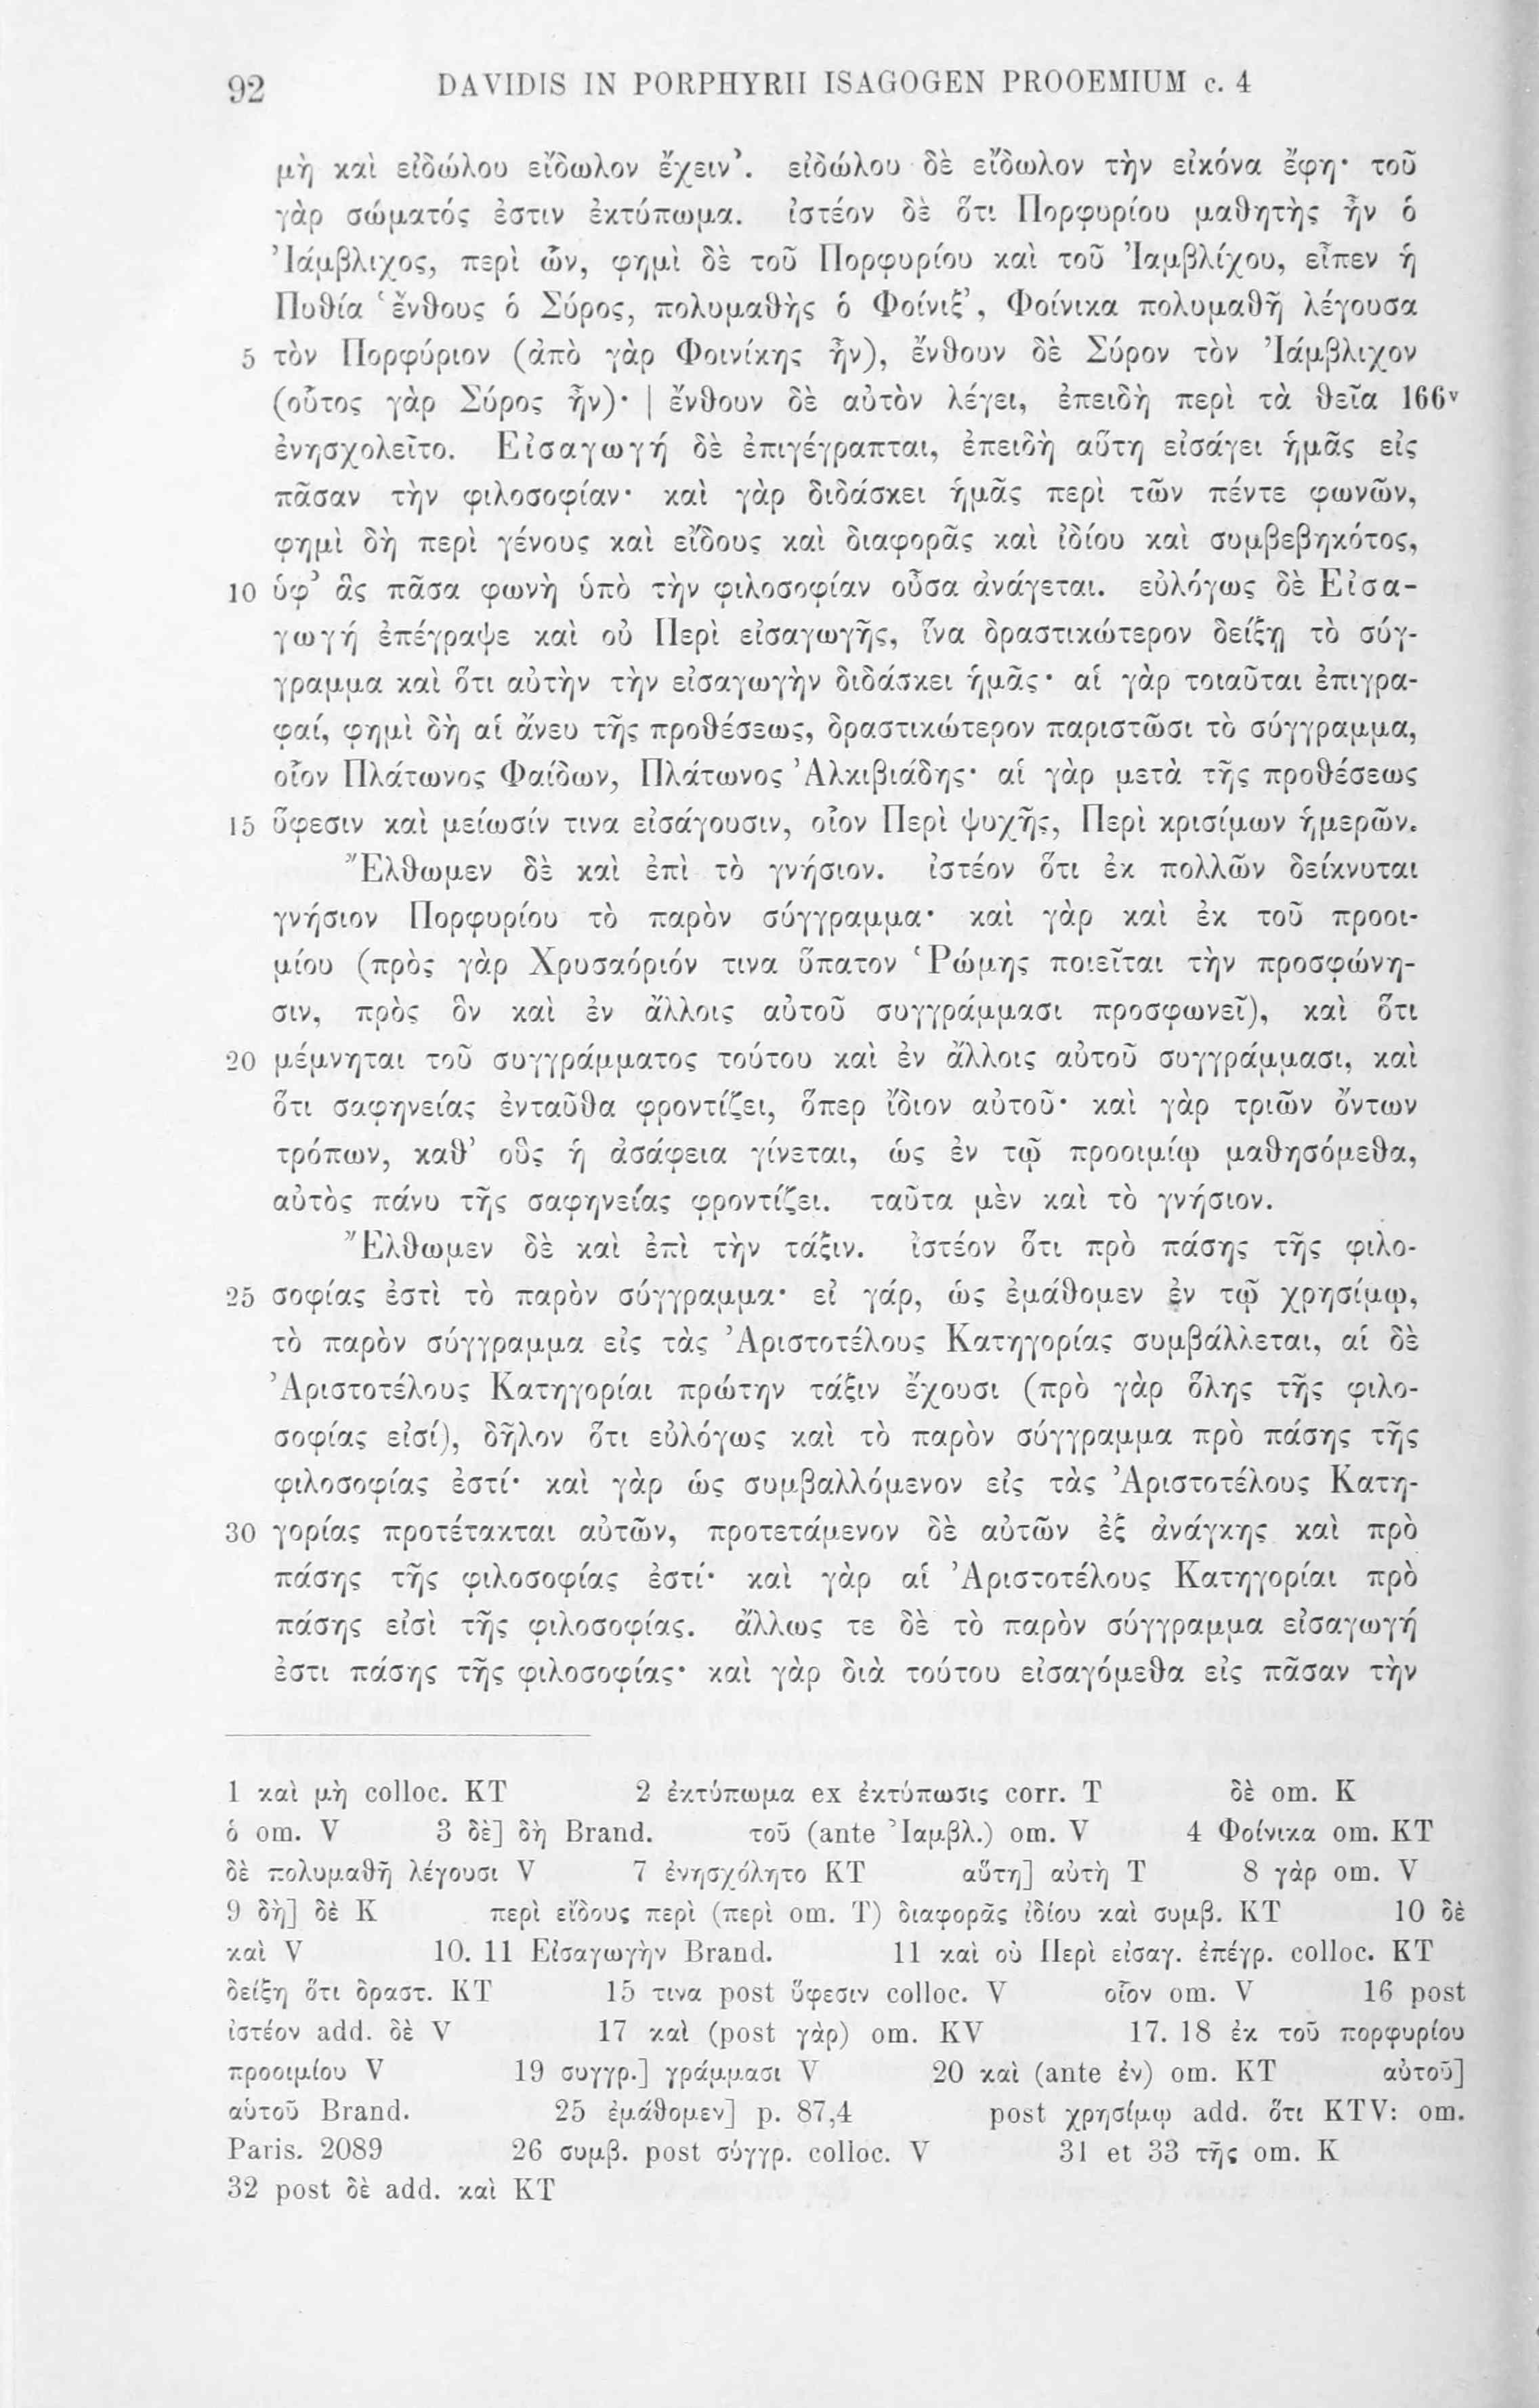 92 DAVIDIS IN PORPHYRII ISAGOGEN PROOEMIUM c. 4
μὴ καὶ εἰδώλου εἴδωλον ἔχειν’. εἰδώλου δὲ εἴδωλον τὴν εἰκόνα ἔφη· τοῦ
γὰρ σώματός ἐστιν ἐκτύπωμα. ἰστέον δὲ ὅτι Πορφυρίου μαθητὴς ἦν ὁ
Ἰάμβλιχος, περὶ ὧν, φημὶ δὲ τοῦ Πορφυρίου καὶ τοῦ Ἰαμβλίχου, εἶπεν ἡ
Πυθία ‘ἔνθους ὁ Σύρος, πολυμαθὴς ὁ Φοίνιξ’, Φοίνικα πολυμαθῆ λέγουσα
5 τὸν Πορφύριον (ἀπὸ γὰρ Φοινίκης ἦν), ἔνθουν δὲ Σύρον τὸν Ἰάμβλιχον
(οὗτος γὰρ Σύρος ἦν)· | ἔνθουν δὲ αὐτὸν λέγει, ἐπειδὴ περὶ τὰ θεῖα 166v
ἐνησχολεῖτο. Εἰσαγωγή δὲ ἐπιγέγραπται, ἐπειδὴ αὕτη εἰσάγει ἡμᾶς εἰς
πᾶσαν τὴν φιλοσοφίαν· καὶ γὰρ διδάσκει ἡμᾶς περὶ τῶν πέντε φωνῶν,
φημὶ δὴ περὶ γένους καὶ εἴδους καὶ διαφορᾶς καὶ ἰδίου καὶ συμβεβηκότος,
10 ὑφ’ ἃς πᾶσα φωνὴ ὑπὸ τὴν φιλοσοφίαν οὖσα ἀνάγεται. εὐλόγως δὲ Εἰσα-
γωγή ἐπέγραψε καὶ οὐ Περὶ εἰσαγωγῆς, ἵνα δραστικώτερον δείξῃ τὸ σύγ-
γραμμα καὶ ὅτι αὐτὴν τὴν εἰσαγωγὴν διδάσκει ἡμᾶς· αἱ γὰρ τοιαῦται ἐπιγρα-
φαί, φημὶ δὴ αἱ ἄνευ τῆς προθέσεως, δραστικώτερον παριστῶσι τὸ σύγγραμμα,
οἷον Πλάτωνος Φαίδων, Πλάτωνος Ἀλκιβιάδης· αἱ γὰρ μετὰ τῆς προθέσεως
15 ὕφεσιν καὶ μείωσίν τινα εἰσάγουσιν, οἷον Περὶ ψυχῆς, Περὶ κρισίμων ἡμερῶν.
Ἔλθωμεν δὲ καὶ ἐπὶ τὸ γνήσιον. ἰστέον ὅτι ἐκ πολλῶν δείκνυται
γνήσιον Πορφυρίου τὸ παρὸν σύγγραμμα· καὶ γὰρ καὶ ἐκ τοῦ προοι-
μίου (πρὸς γὰρ Χρυσαόριόν τινα ὕπατον Ῥώμης ποιεῖται τὴν προσφώνη-
σιν, πρὸς ὃν καὶ ἐν ἄλλοις αὐτοῦ συγγράμμασι προσφωνεῖ), καὶ ὅτι
20 μέμνηται τοῦ συγγράμματος τούτου καὶ ἐν ἄλλοις αὐτοῦ συγγράμμασι, καὶ
ὅτι σαφηνείας ἐνταῦθα φροντίζει, ὅπερ ἴδιον αὐτοῦ· καὶ γὰρ τριῶν ὄντων
τρόπων, καθ’ οὓς ἡ ἀσάφεια γίνεται, ὡς ἐν τῷ προοιμίῳ μαθησόμεθα,
αὐτὸς πάνυ τῆς σαφηνείας φροντίζει. ταῦτα μὲν καὶ τὸ γνήσιον.
Ἔλθωμεν δὲ καὶ ἐπὶ τὴν τάξιν. ἰστέον ὅτι πρὸ πάσης τῆς φιλο-
25 σοφίας ἐστὶ τὸ παρὸν σύγγραμμα· εἰ γάρ, ὡς ἐμάθομεν ἐν τῷ χρησίμῳ,
τὸ παρὸν σύγγραμμα εἰς τὰς Ἀριστοτέλους Κατηγορίας συμβάλλεται, αἱ δὲ
Ἀριστοτέλους Κατηγορίαι πρώτην τάξιν ἔχουσι (πρὸ γὰρ ὅλης τῆς φιλο-
σοφίας εἰσί), δῆλον ὅτι εὐλόγως καὶ τὸ παρὸν σύγγραμμα πρὸ πάσης τῆς
φιλοσοφίας ἐστί· καὶ γὰρ ὡς συμβαλλόμενον εἰς τὰς Ἀριστοτέλους Κατη-
30 γορίας προτέτακται αὐτῶν, προτετάμενον δὲ αὐτῶν ἐξ ἀνάγκης καὶ πρὸ
πάσης τῆς φιλοσοφίας ἐστί· καὶ γὰρ αἱ Ἀριστοτέλους Κατηγορίαι πρὸ
πάσης εἰσὶ τῆς φιλοσοφίας. ἄλλως τε δὲ τὸ παρὸν σύγγραμμα εἰσαγωγή
ἐστι πάσης τῆς φιλοσοφίας· καὶ γὰρ διὰ τούτου εἰσαγόμεθα εἰς πᾶσαν τὴν
1 καὶ μὴ colloc. KT 2 ἐκτύπωμα ex ἐκτύπωσις corr. T δὲ om. K
ὁ om. V 3 δὲ] δὴ Brand. τοῦ (ante Ἰαμβλ.) om. V 4 Φοίνικα om. KT
δὲ πολυμαθῆ λέγουσι V 7 ἐνησχόλητο KT αὕτη] αὐτὴ T 8 γὰρ om. V
9 δὴ] δὲ K περὶ εἴδους περὶ (περὶ om. T) διαφορᾶς ἰδίου καὶ συμβ. KT 10 δὲ
καὶ V 10. 11 Εἰσαγωγὴν Brand. 11 καὶ οὐ Περὶ εἰσαγ. ἐπέγρ. colloc. KT
δείξῃ ὅτι δραστ. KT 15 τινα post ὕφεσιν colloc. V οἷον om. V 16 post
ἰστέον add. δὲ V 17 καὶ (post γὰρ) om. KV 17. 18 ἐκ τοῦ πορφυρίου
προοιμίου V 19 συγγρ.] γράμμασι V 20 καὶ (ante ἐν) om. KT αὐτοῦ]
αὑτοῦ Brand. 25 ἐμάθομεν] p. 87,4 post χρησίμῳ add. ὅτι KTV: om.
Paris. 2089 26 συμβ. post σύγγρ. colloc. V 31 et 33 τῆς om. K
32 post δὲ add. καὶ KT